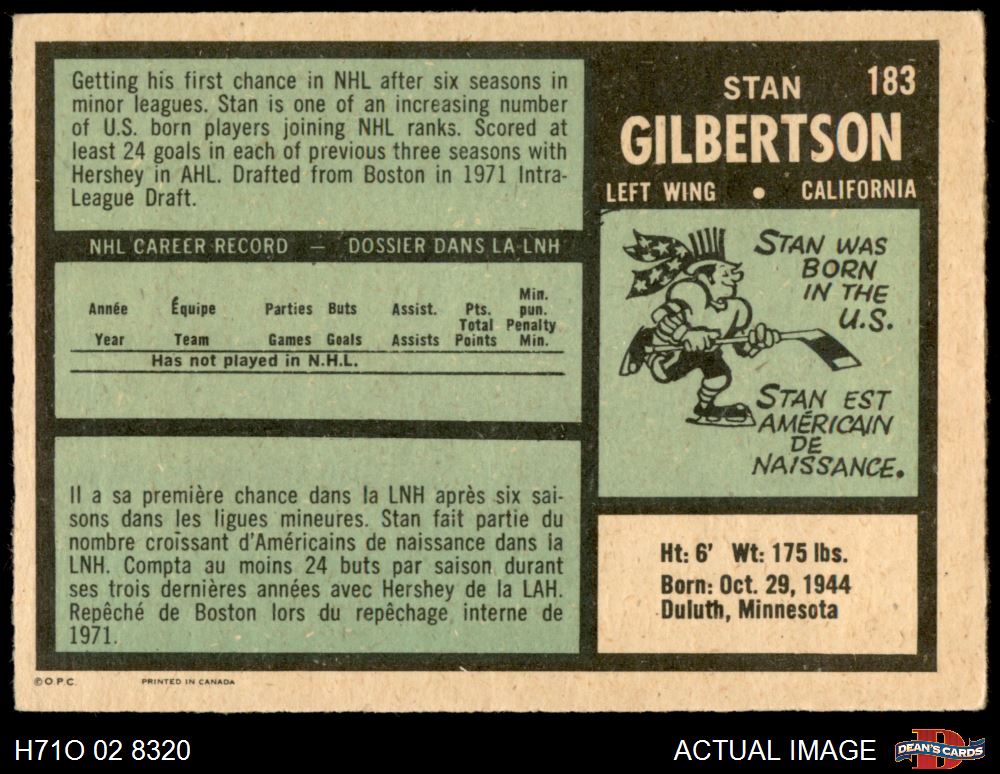 Getting his first chance in NHL after six seasons in
minor leagues. Stan is one of an increasing number
of U.S. born players joining NHL ranks. Scored at
least 24 goals in each of previous three seasons with
Hershey in AHL. Drafted from Boston in 1971 Intra-
League Draft.
STAN 183
GILBERTSON
LEFT WING • CALIFORNIA
NHL CAREER RECORD — DOSSIER DANS LA LNH
Année Équipe Parties Buts Assist. Pts. Min. pun.
Year Team Games Goals Assists Total Points Penalty Min.
Has not played in N.H.L.
STAN WAS
BORN
IN THE
U.S.
STAN EST
AMÉRICAIN
DE
NAISSANCE.
Il a sa première chance dans la LNH après six sai-
sons dans les ligues mineures. Stan fait partie du
nombre croissant d'Américains de naissance dans la
LNH. Compta au moins 24 buts par saison durant
ses trois dernières années avec Hershey de la LAH.
Repêché de Boston lors du repêchage interne de
1971.
Ht: 6' Wt: 175 lbs.
Born: Oct. 29, 1944
Duluth, Minnesota
©O.P.C. PRINTED IN CANADA
H71O 02 8320
ACTUAL IMAGE
DEAN'S CARDS